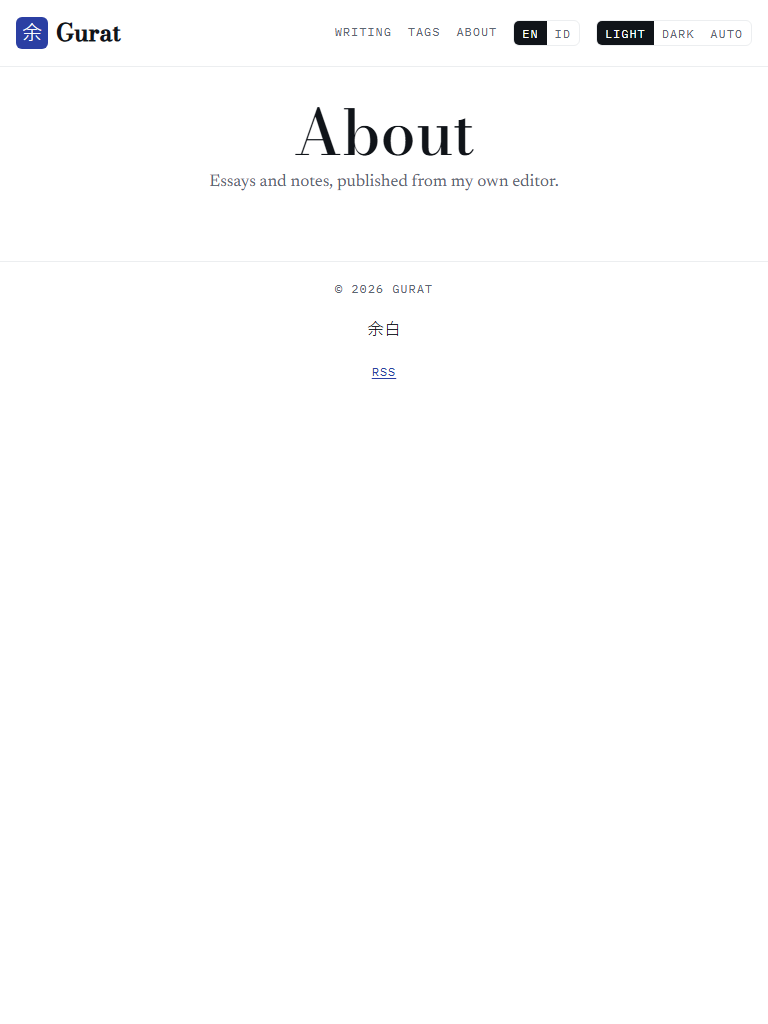 余 Gurat
WRITING TAGS ABOUT EN ID LIGHT DARK AUTO
About
Essays and notes, published from my own editor.
© 2026 GURAT
余白
RSS